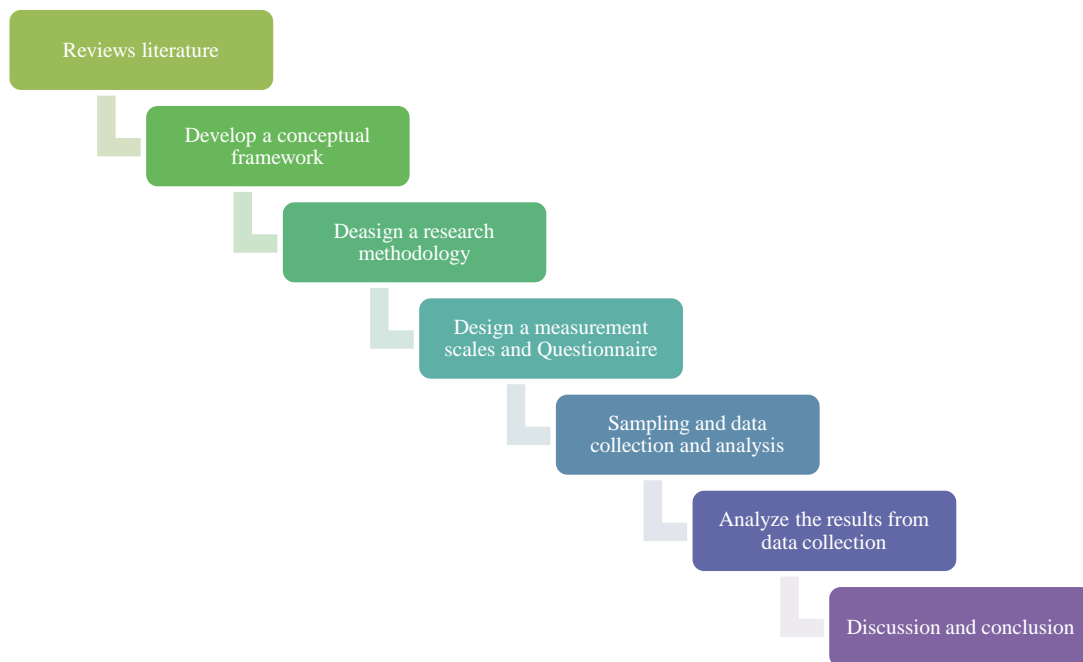 Reviews literature
Develop a conceptual
framework
Deasign a research
methodology
Design a measurement
scales and Questionnaire
Sampling and data
collection and analysis
Analyze the results from
data collection
Discussion and conclusion